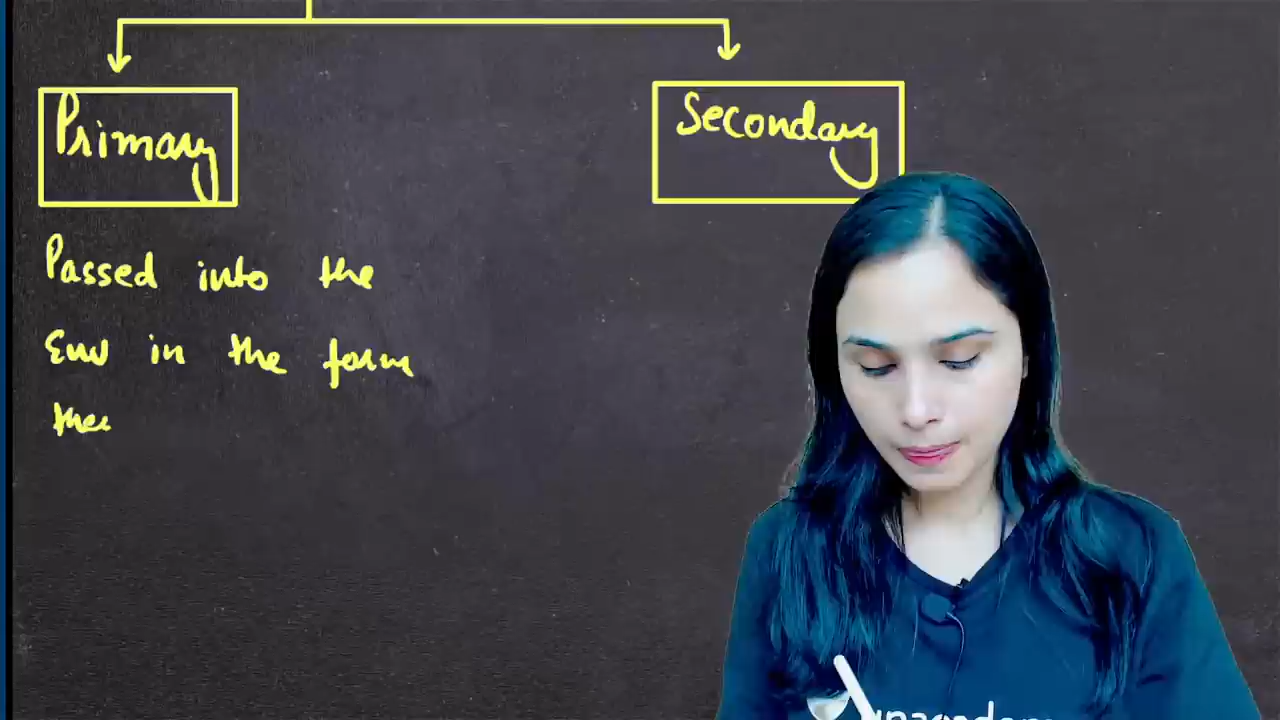 Primary
Secondary
Passed into the
Env in the form